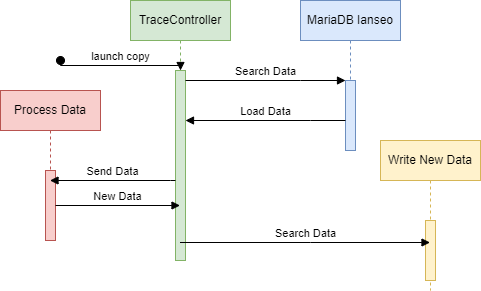 TraceController
MariaDB Ianseo
launch copy
Search Data
Process Data
Load Data
Write New Data
Send Data
New Data
Search Data